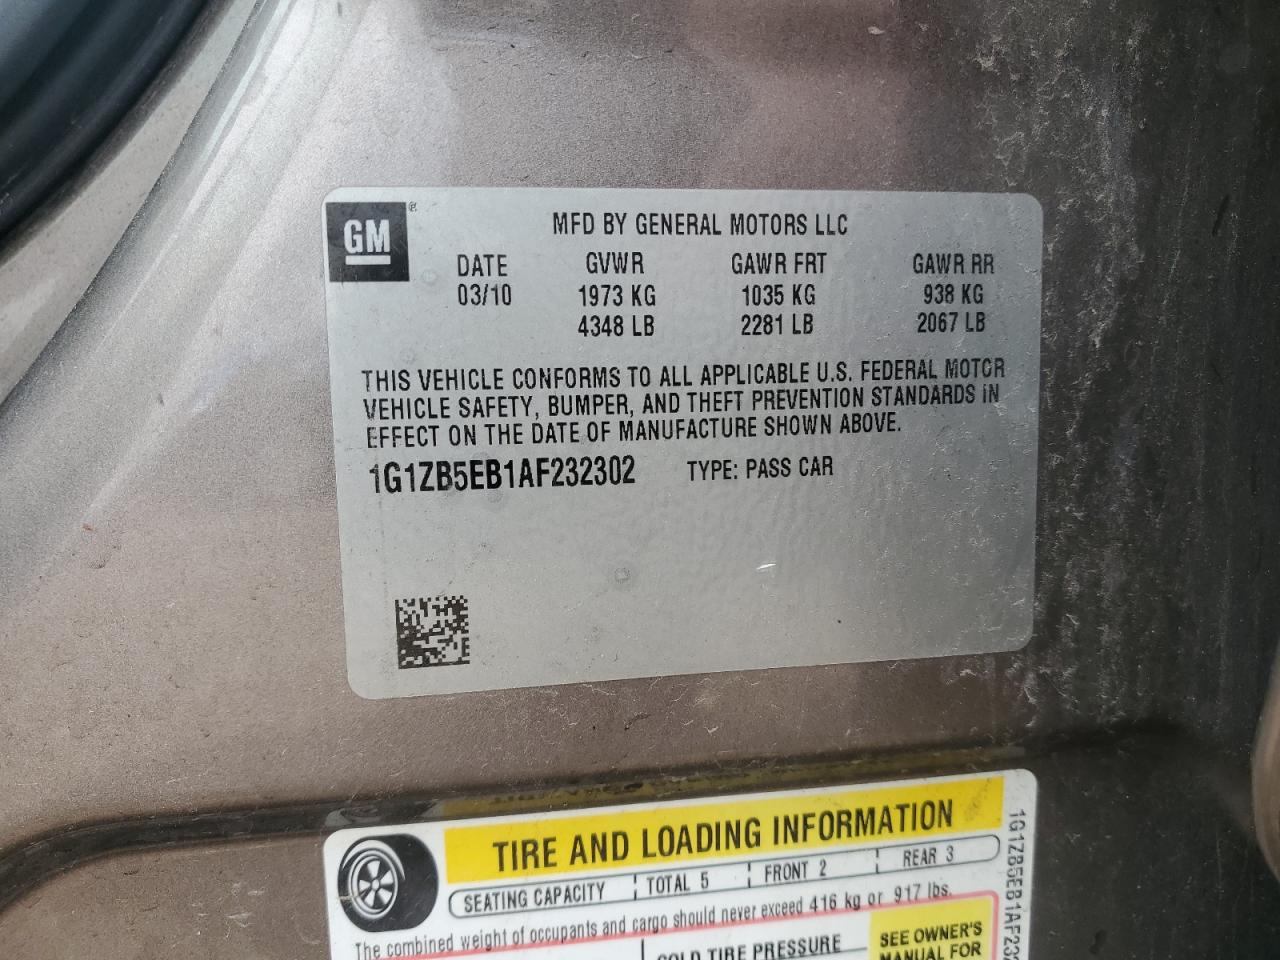 GM
MFD BY GENERAL MOTORS LLC
DATE GVWR GAWR FRT GAWR RR
03/10 1973 KG 1035 KG 938 KG
4348 LB 2281 LB 2067 LB
THIS VEHICLE CONFORMS TO ALL APPLICABLE U.S. FEDERAL MOTOR
VEHICLE SAFETY, BUMPER, AND THEFT PREVENTION STANDARDS IN
EFFECT ON THE DATE OF MANUFACTURE SHOWN ABOVE.
1G1ZB5EB1AF232302 TYPE: PASS CAR
TIRE AND LOADING INFORMATION
SEATING CAPACITY TOTAL 5 FRONT 2 REAR 3
The combined weight of occupants and cargo should never exceed 416 kg or 917 lbs.
COLD TIRE PRESSURE
SEE OWNER'S
MANUAL FOR
1G1ZB5EB1AF23